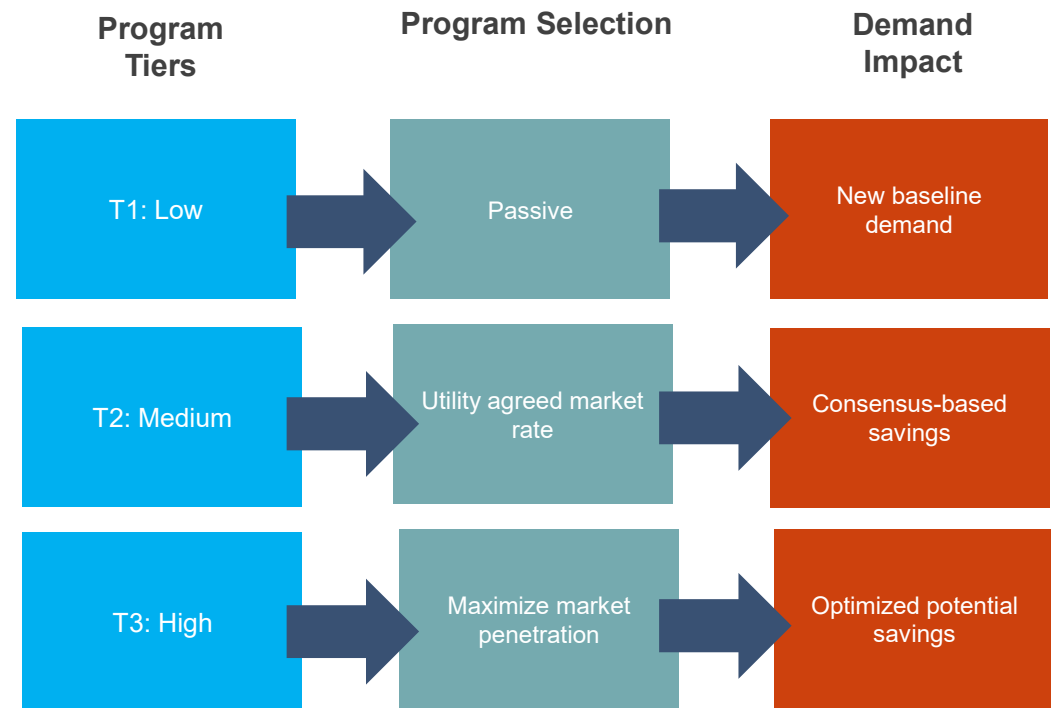 Program
Tiers
Program Selection
Demand
Impact
T1: Low
Passive
New baseline
demand
T2: Medium
Utility agreed market
rate
Consensus-based
savings
T3: High
Maximize market
penetration
Optimized potential
savings